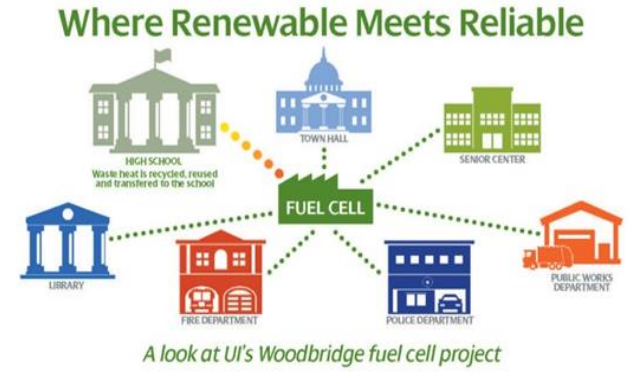 Where Renewable Meets Reliable
HIGH SCHOOL
Waste heat is recycled, reused
and transfered to the school
TOWN HALL
SENIOR CENTER
FUEL CELL
LIBRARY
FIRE DEPARTMENT
POLICE DEPARTMENT
PUBLIC WORKS
DEPARTMENT
A look at UI's Woodbridge fuel cell project